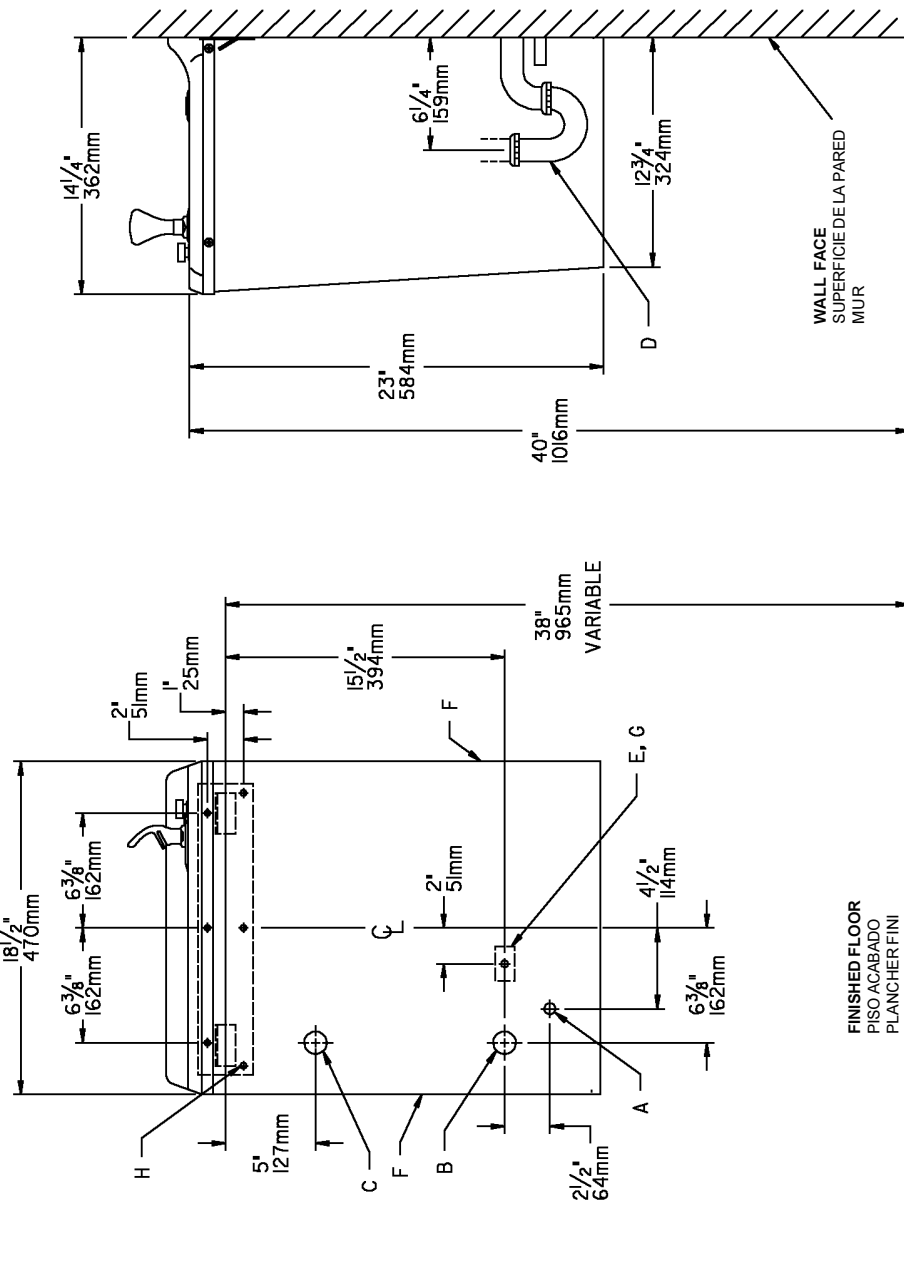 14 1/4"
362mm
6 1/4"
159mm
12 3/4"
324mm
D
WALL FACE
SUPERFICIE DE LA PARED
MUR
23"
584mm
40"
1016mm
18 1/2"
470mm
6 3/8"
162mm
6 3/8"
162mm
2"
51mm
1"
25mm
15 1/2"
394mm
38"
965mm
VARIABLE
F
E, G
H
5"
127mm
C
F
B
A
2 1/2"
64mm
CL
2"
51mm
4 1/2"
114mm
6 3/8"
162mm
FINISHED FLOOR
PISO ACABADO
PLANCHER FINI